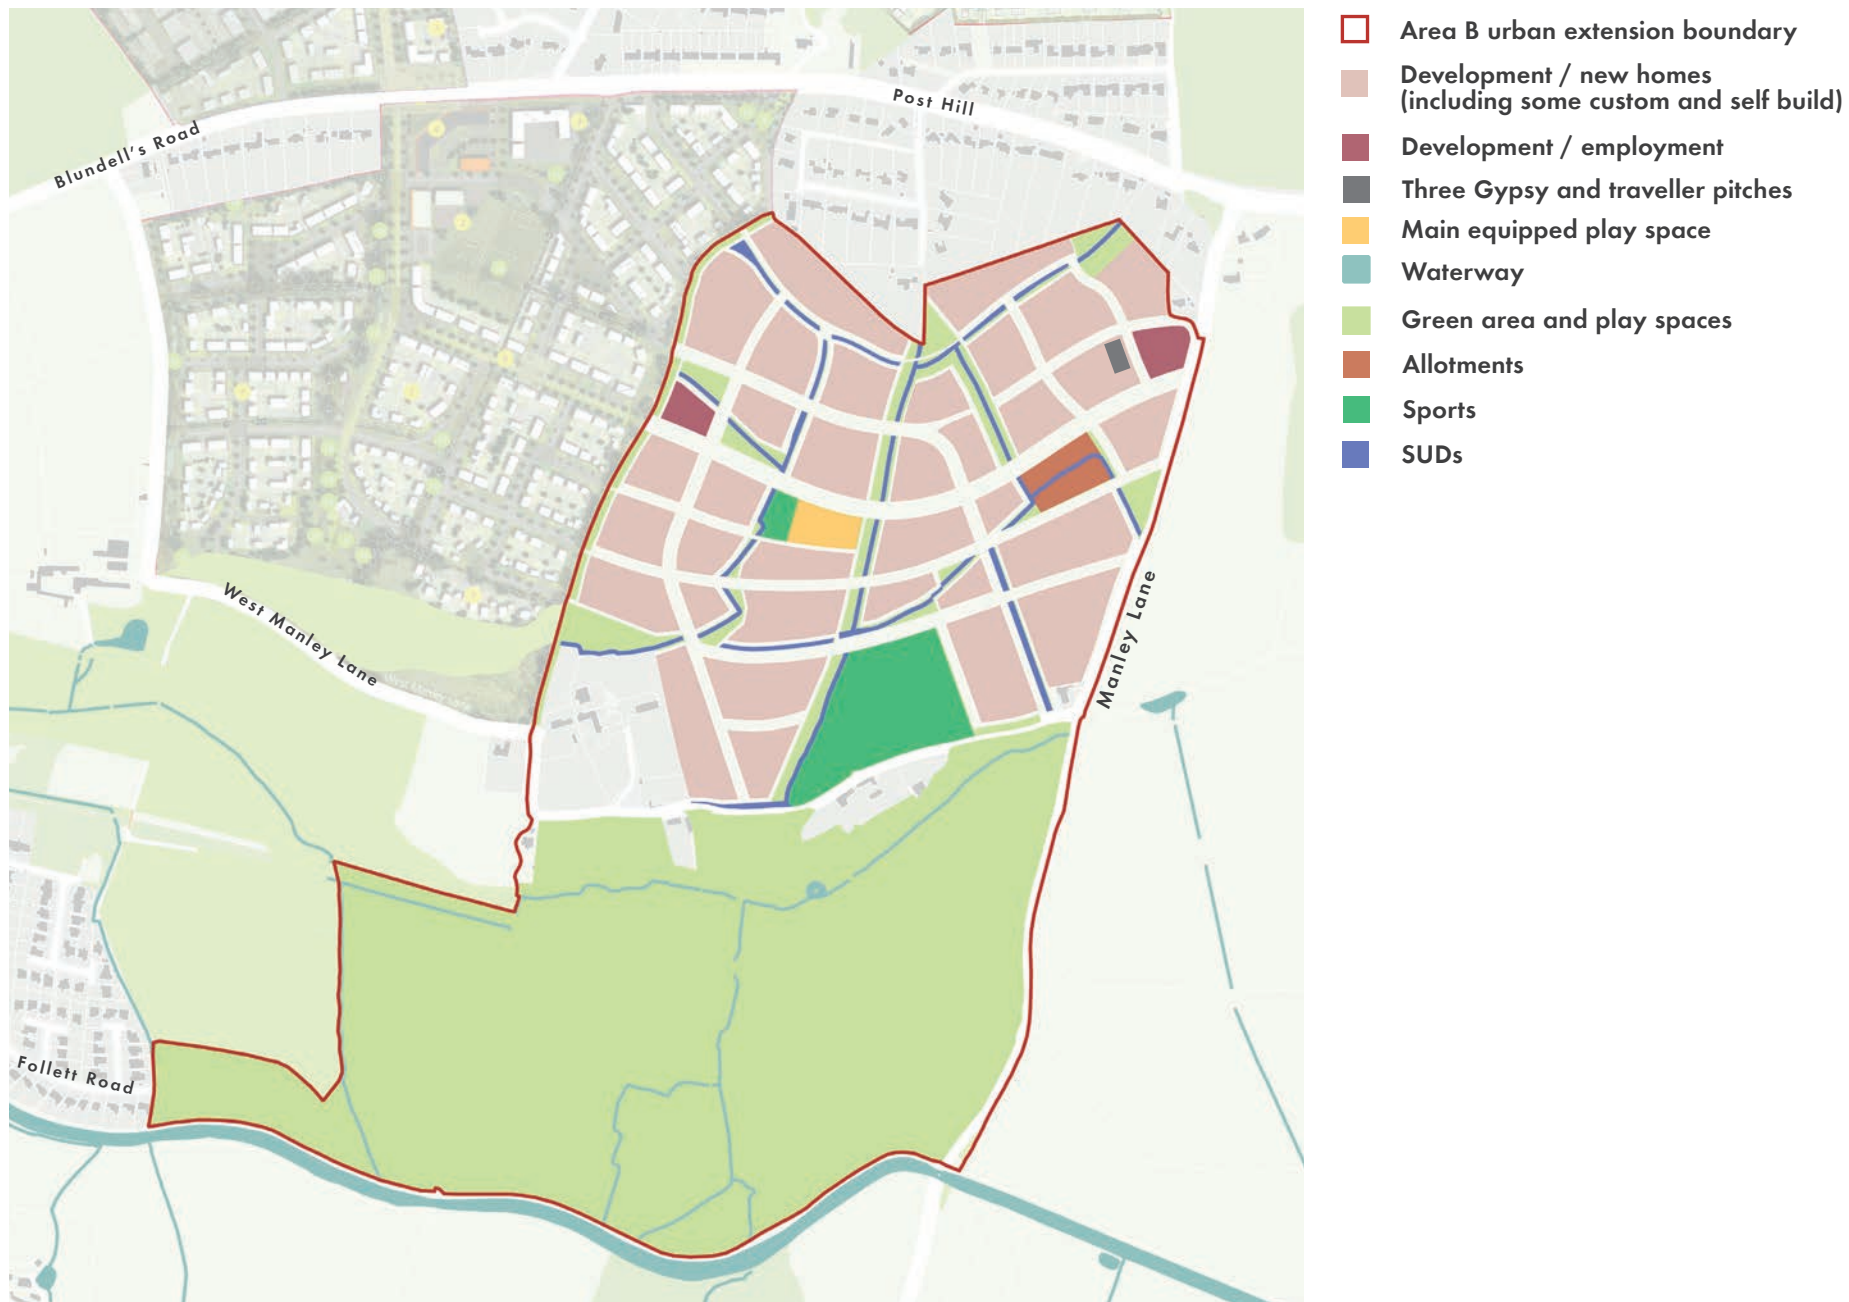 Area B urban extension boundary
Development / new homes
(including some custom and self build)
Development / employment
Three Gypsy and traveller pitches
Main equipped play space
Waterway
Green area and play spaces
Allotments
Sports
SUDs
Post Hill
Blundell's Road
West Manley Lane
Manley Lane
Follett Road